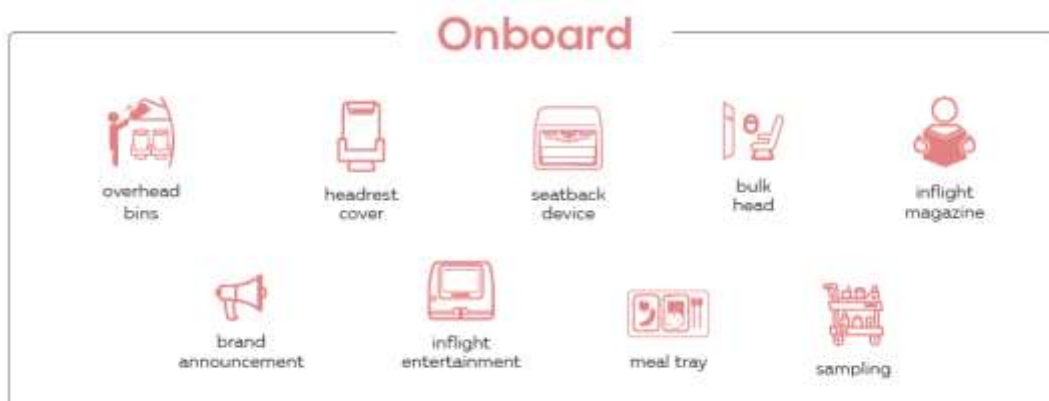 Onboard
overhead
bins
headrest
cover
seatback
device
bulk
head
inflight
magazine
brand
announcement
inflight
entertainment
meal tray
sampling